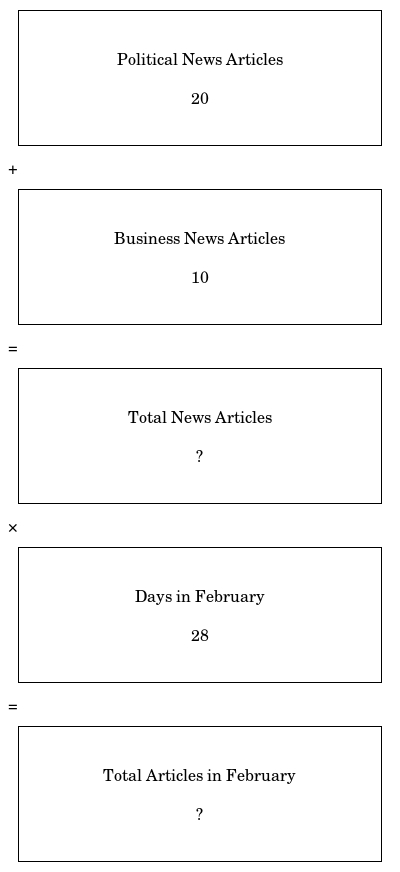 Political News Articles
20
+
Business News Articles
10
=
Total News Articles
?
×
Days in February
28
=
Total Articles in February
?